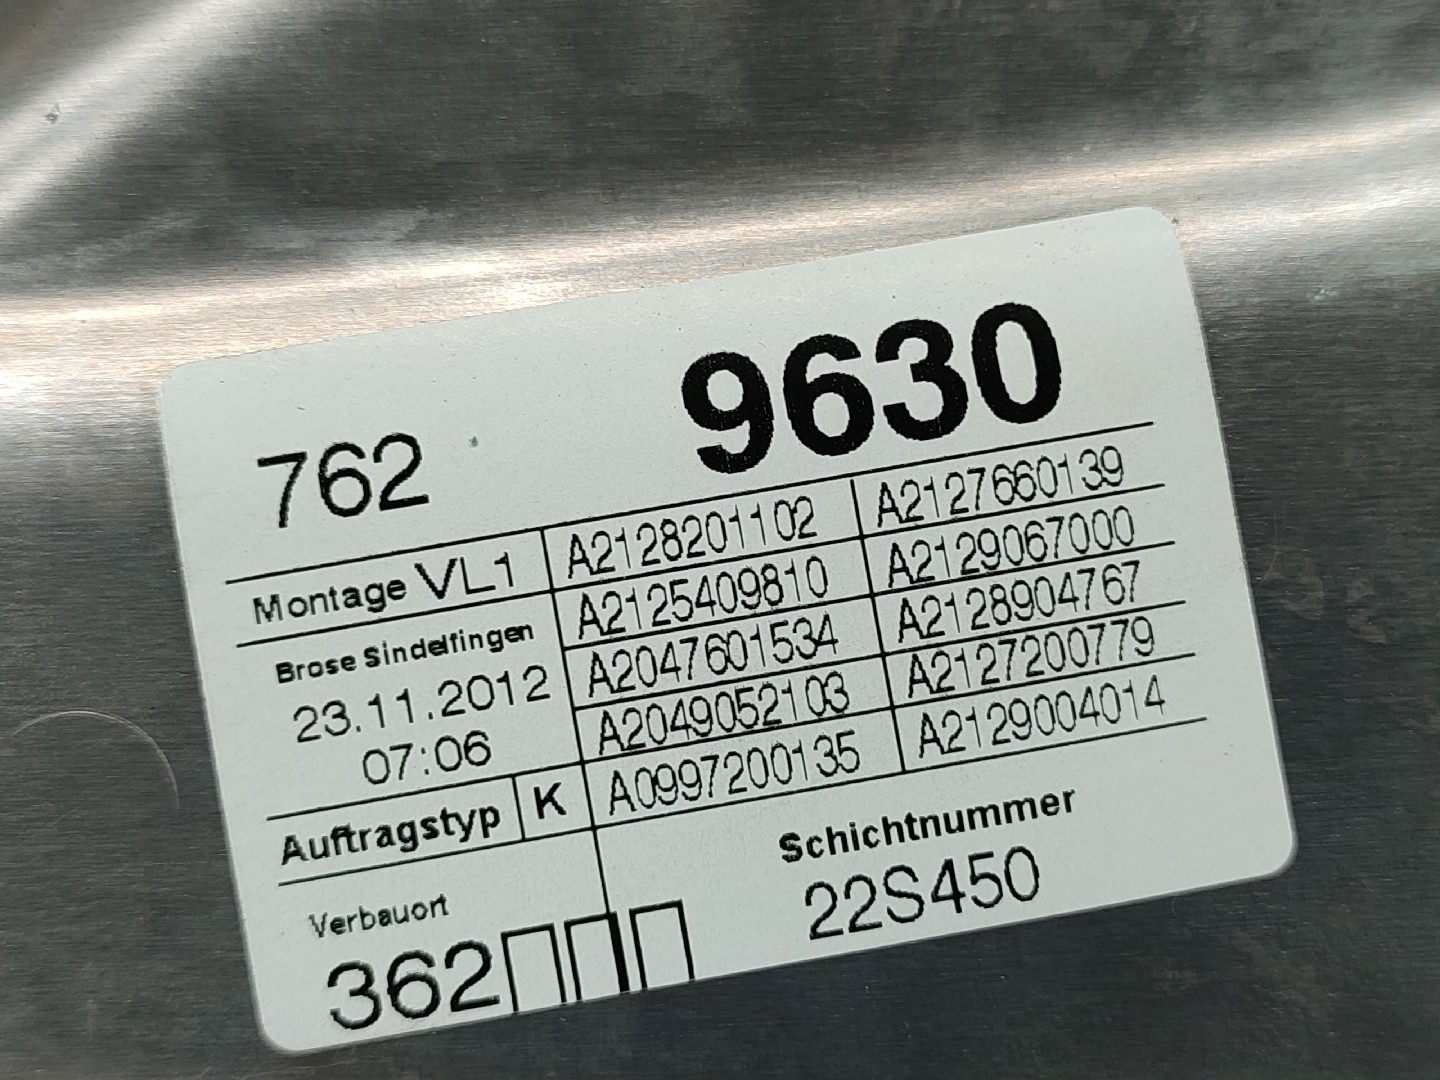 762 9630
Montage VL1
Brose Sindelfingen
23.11.2012
07:06
Auftragstyp K
A2128201102 A2127660139
A2125409810 A2129067000
A2047601534 A2128904767
A2049052103 A2127200779
A0997200135 A2129004014
Verbauort
362
Schichtnummer
22S450